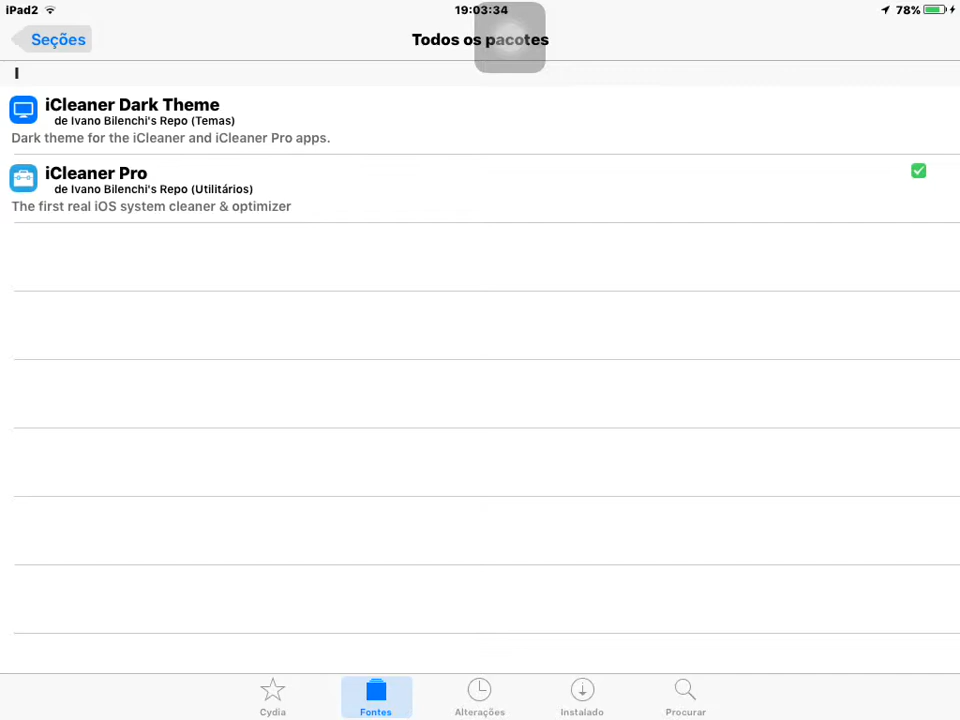 iPad2 19:03:34 78%
Seções Todos os pacotes
I
iCleaner Dark Theme
de Ivano Bilenchi's Repo (Temas)
Dark theme for the iCleaner and iCleaner Pro apps.
iCleaner Pro
de Ivano Bilenchi's Repo (Utilitários)
The first real iOS system cleaner & optimizer
Cydia Fontes Alterações Instalado Procurar